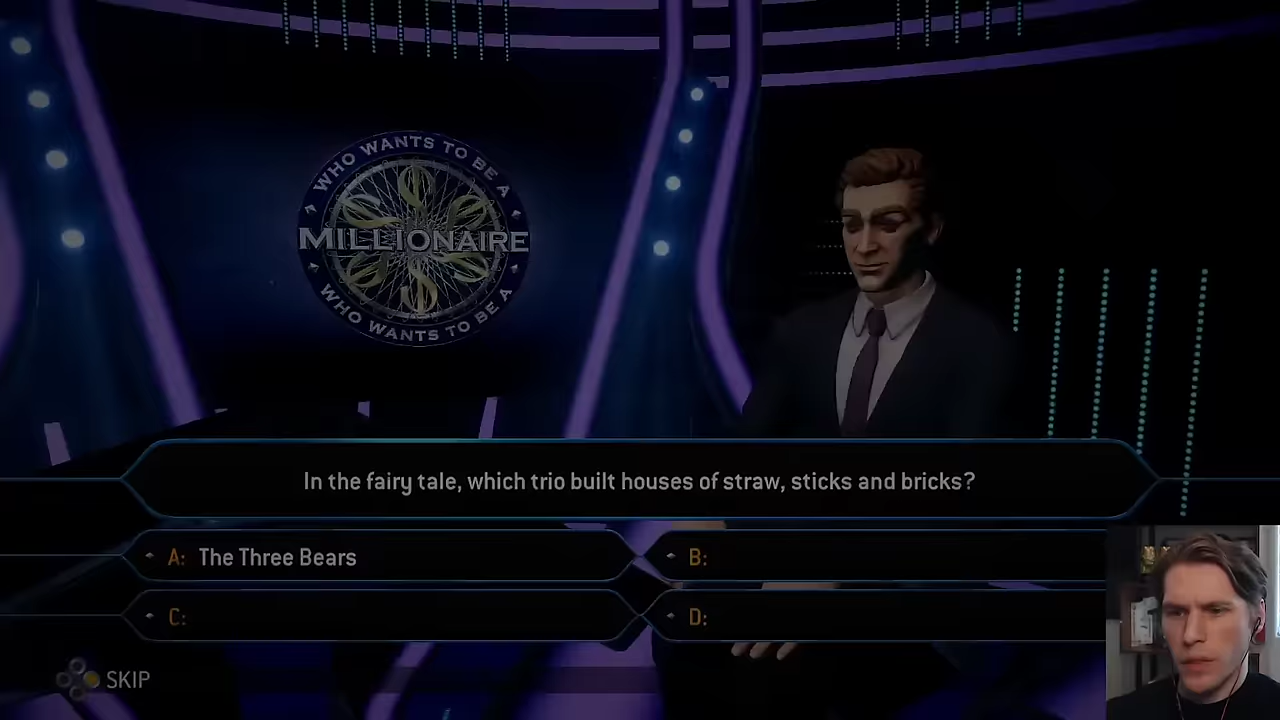 WHO WANTS TO BE A
MILLIONAIRE
WHO WANTS TO BE A
In the fairy tale, which trio built houses of straw, sticks and bricks?
A: The Three Bears
B:
C:
D:
SKIP